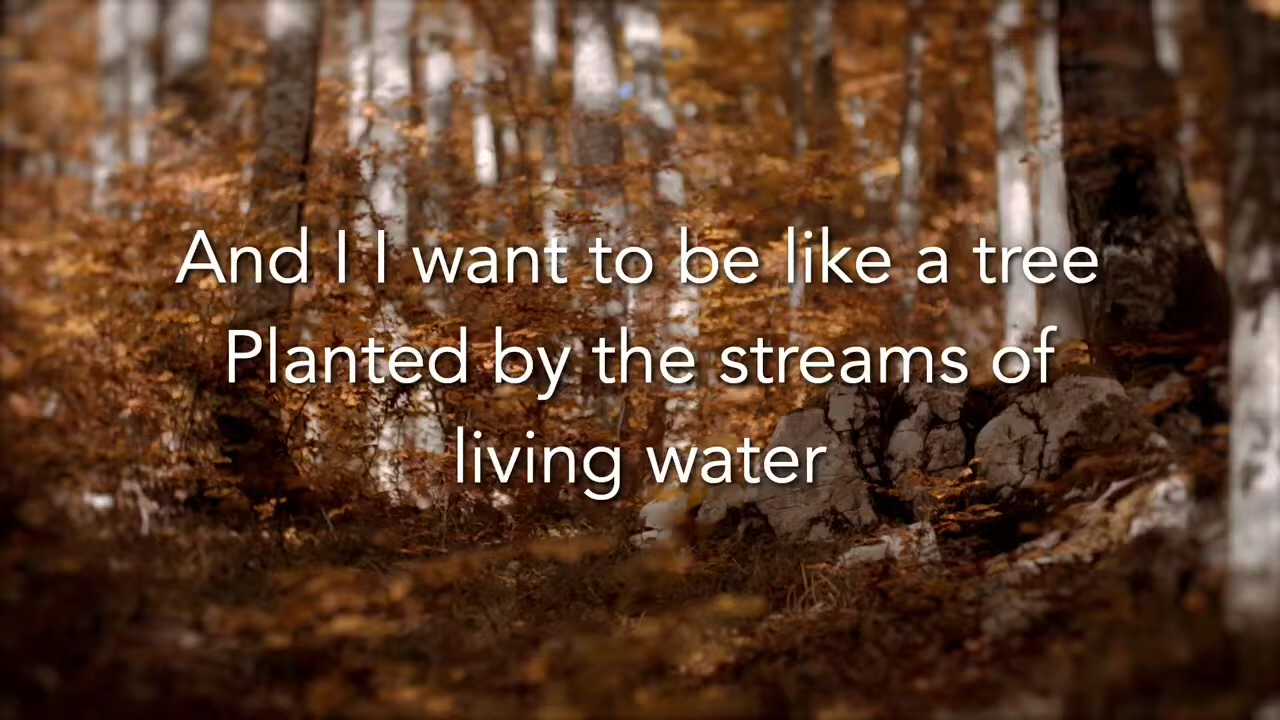 And I I want to be like a tree
Planted by the streams of
living water